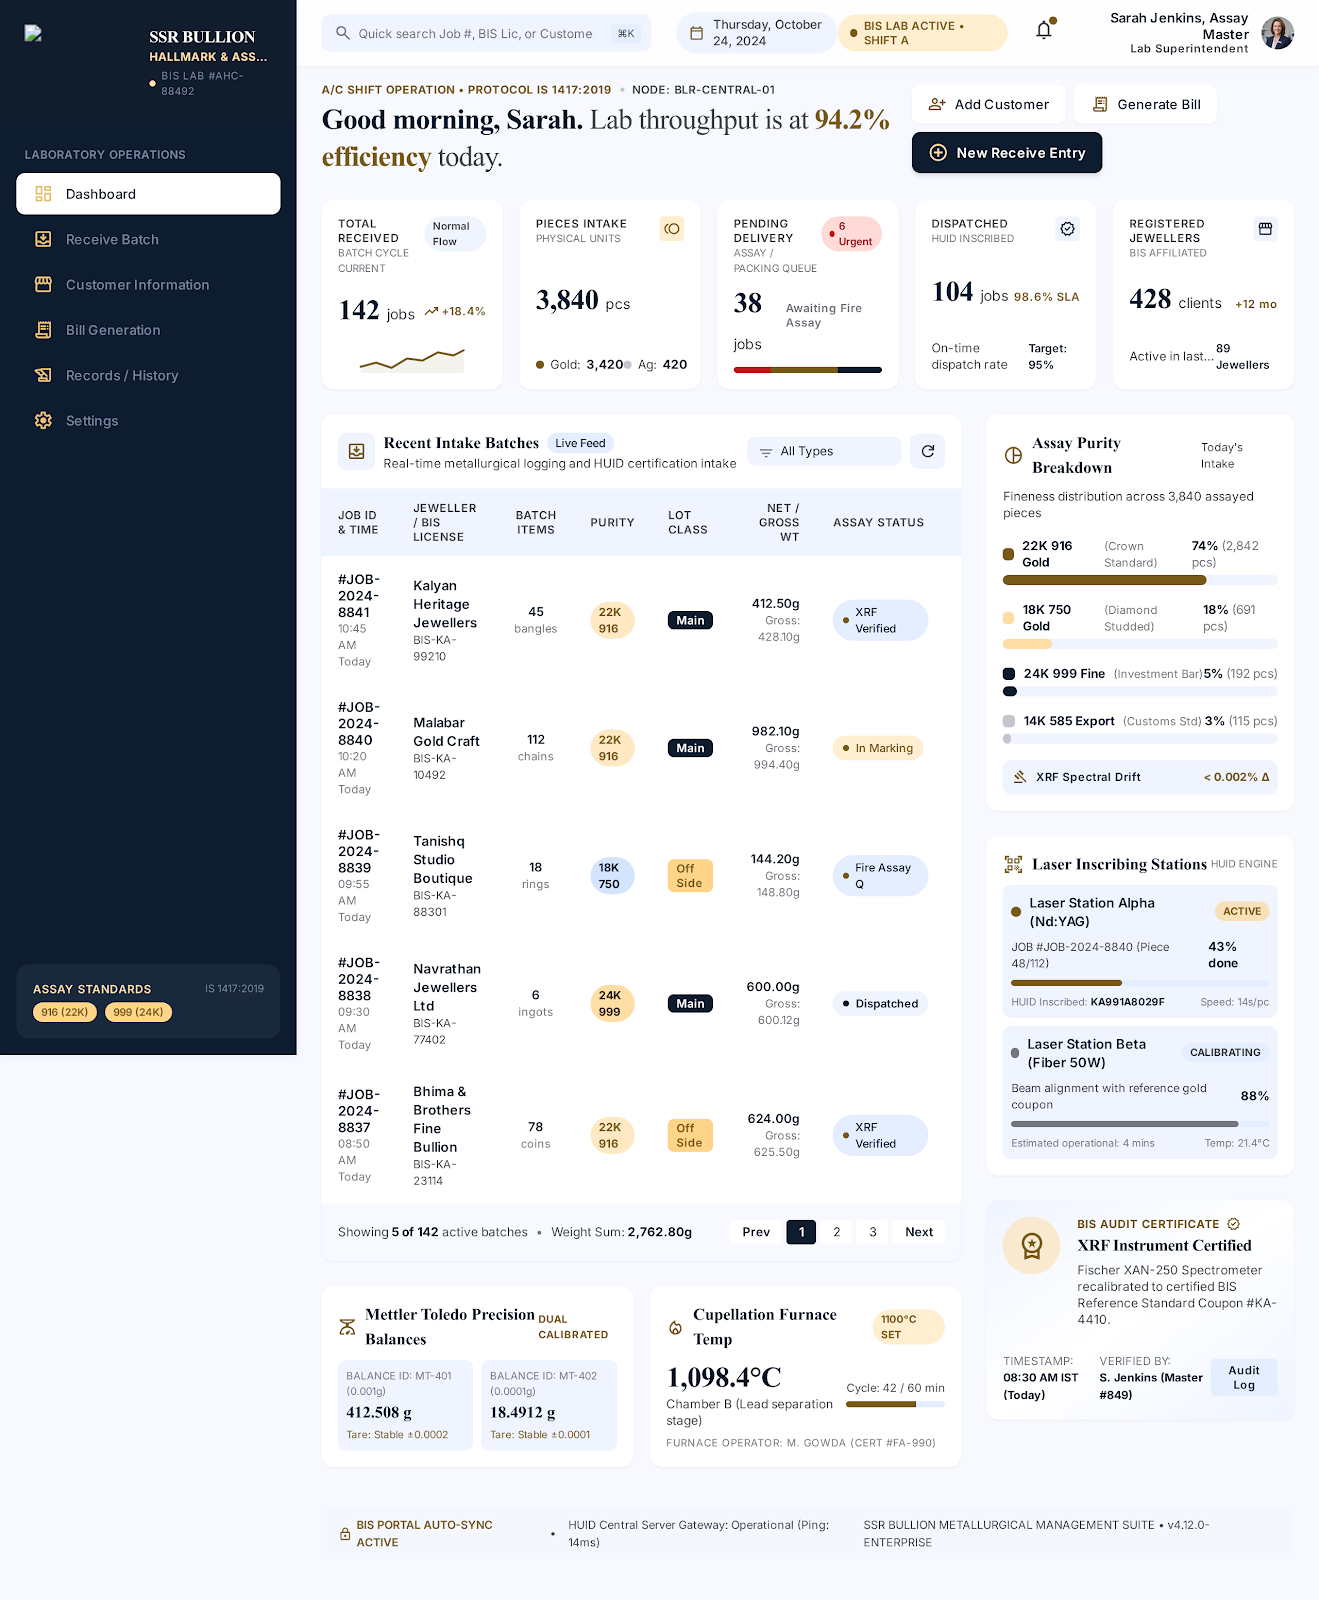 SSR BULLION
HALLMARK & ASS...
BIS LAB #AHC-
88492
LABORATORY OPERATIONS
Dashboard
Receive Batch
Customer Information
Bill Generation
Records / History
Settings
ASSAY STANDARDS
IS 1417:2019
916 (22K)
999 (24K)
Quick search Job #, BIS Lic, or Custome
⌘K
Thursday, October
24, 2024
BIS LAB ACTIVE •
SHIFT A
Sarah Jenkins, Assay
Master
Lab Superintendent
A/C SHIFT OPERATION • PROTOCOL IS 1417:2019
NODE: BLR-CENTRAL-01
Good morning, Sarah. Lab throughput is at 94.2%
efficiency today.
Add Customer
Generate Bill
New Receive Entry
TOTAL
RECEIVED
BATCH CYCLE
CURRENT
Normal
Flow
142 jobs
+18.4%
PIECES INTAKE
PHYSICAL UNITS
3,840 pcs
Gold: 3,420
Ag: 420
PENDING
DELIVERY
ASSAY /
PACKING QUEUE
6
Urgent
38
jobs
Awaiting Fire
Assay
DISPATCHED
HUID INSCRIBED
104 jobs
98.6% SLA
On-time
dispatch rate
Target:
95%
REGISTERED
JEWELLERS
BIS AFFILIATED
428 clients
+12 mo
Active in last...
89
Jewellers
Recent Intake Batches
Live Feed
Real-time metallurgical logging and HUID certification intake
All Types
JOB ID
& TIME
JEWELLER
/ BIS
LICENSE
BATCH
ITEMS
PURITY
LOT
CLASS
NET /
GROSS
WT
ASSAY STATUS
#JOB-
2024-
8841
10:45
AM
Today
Kalyan
Heritage
Jewellers
BIS-KA-
99210
45
bangles
22K
916
Main
412.50g
Gross:
428.10g
XRF
Verified
#JOB-
2024-
8840
10:20
AM
Today
Malabar
Gold Craft
BIS-KA-
10492
112
chains
22K
916
Main
982.10g
Gross:
994.40g
In Marking
#JOB-
2024-
8839
09:55
AM
Today
Tanishq
Studio
Boutique
BIS-KA-
88301
18
rings
18K
750
Off
Side
144.20g
Gross:
148.80g
Fire Assay
Q
#JOB-
2024-
8838
09:30
AM
Today
Navrathan
Jewellers
Ltd
BIS-KA-
77402
6
ingots
24K
999
Main
600.00g
Gross:
600.12g
Dispatched
#JOB-
2024-
8837
08:50
AM
Today
Bhima &
Brothers
Fine
Bullion
BIS-KA-
23114
78
coins
22K
916
Off
Side
624.00g
Gross:
625.50g
XRF
Verified
Showing 5 of 142 active batches • Weight Sum: 2,762.80g
Prev
1
2
3
Next
Assay Purity
Breakdown
Today's
Intake
Fineness distribution across 3,840 assayed
pieces
22K 916
Gold
(Crown
Standard)
74% (2,842
pcs)
18K 750
Gold
(Diamond
Studded)
18% (691
pcs)
24K 999 Fine (Investment Bar) 5% (192 pcs)
14K 585 Export (Customs Std) 3% (115 pcs)
XRF Spectral Drift
< 0.002% Δ
Laser Inscribing Stations
HUID ENGINE
Laser Station Alpha
(Nd:YAG)
ACTIVE
JOB #JOB-2024-8840 (Piece
48/112)
43%
done
HUID Inscribed: KA991A8029F
Speed: 14s/pc
Laser Station Beta
(Fiber 50W)
CALIBRATING
Beam alignment with reference gold
coupon
88%
Estimated operational: 4 mins
Temp: 21.4°C
BIS AUDIT CERTIFICATE
XRF Instrument Certified
Fischer XAN-250 Spectrometer
recalibrated to certified BIS
Reference Standard Coupon #KA-
4410.
TIMESTAMP:
08:30 AM IST
(Today)
VERIFIED BY:
S. Jenkins (Master
#849)
Audit
Log
Mettler Toledo Precision
Balances
DUAL
CALIBRATED
BALANCE ID: MT-401
(0.001g)
412.508 g
Tare: Stable ±0.0002
BALANCE ID: MT-402
(0.0001g)
18.4912 g
Tare: Stable ±0.0001
Cupellation Furnace
Temp
1100°C
SET
1,098.4°C
Chamber B (Lead separation
stage)
Cycle: 42 / 60 min
FURNACE OPERATOR: M. GOWDA (CERT #FA-990)
BIS PORTAL AUTO-SYNC
ACTIVE
•
HUID Central Server Gateway: Operational (Ping:
14ms)
SSR BULLION METALLURGICAL MANAGEMENT SUITE • v4.12.0-
ENTERPRISE